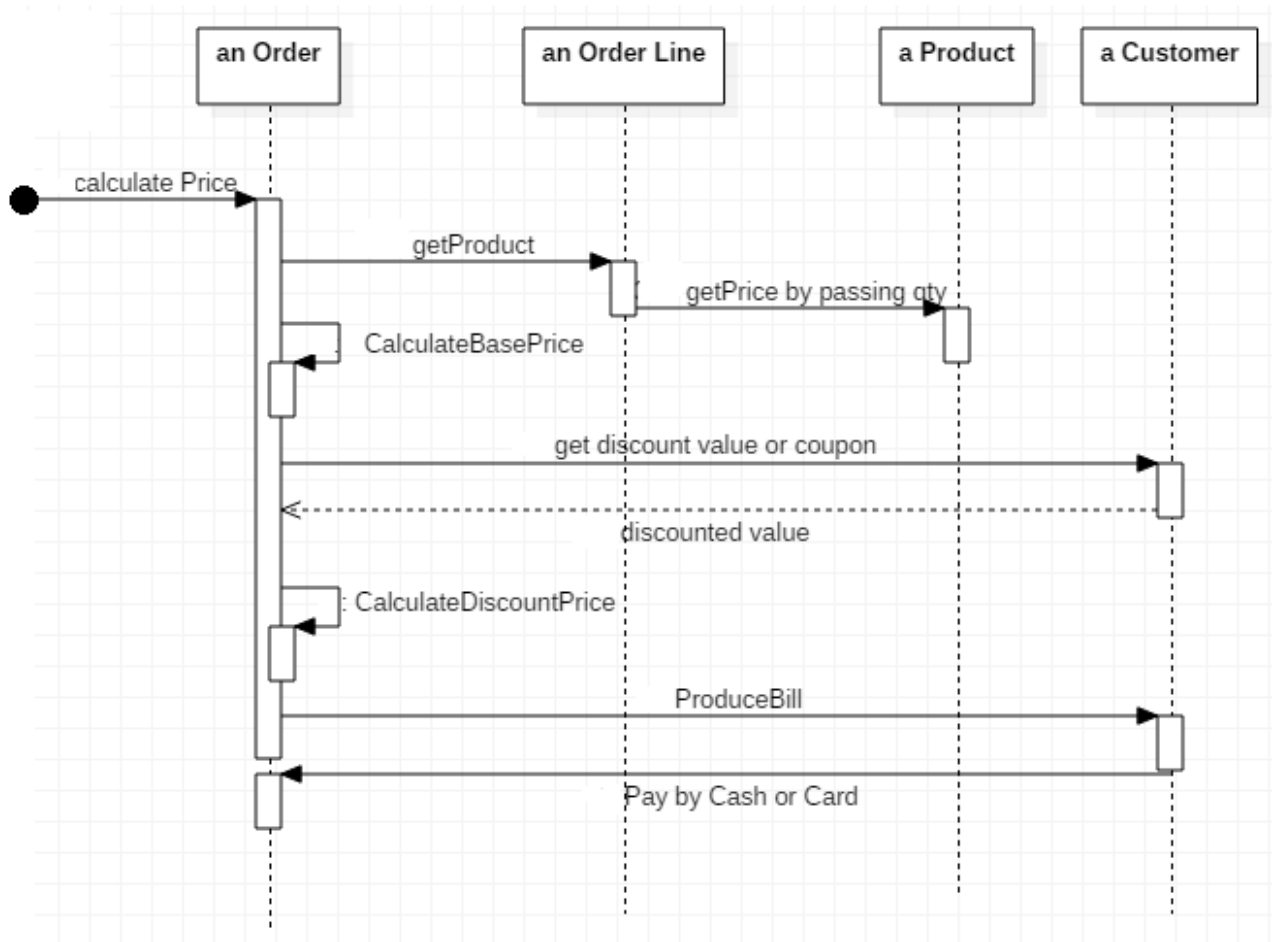 an Order
an Order Line
a Product
a Customer
calculate Price
getProduct
getPrice by passing qty
CalculateBasePrice
get discount value or coupon
discounted value
: CalculateDiscountPrice
ProduceBill
Pay by Cash or Card